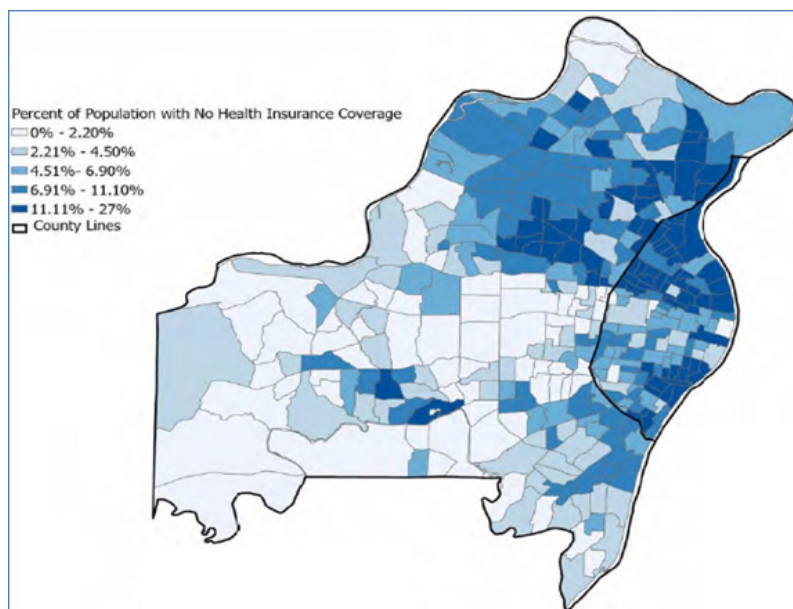 Percent of Population with No Health Insurance Coverage
0% - 2.20%
2.21% - 4.50%
4.51%- 6.90%
6.91% - 11.10%
11.11% - 27%
County Lines